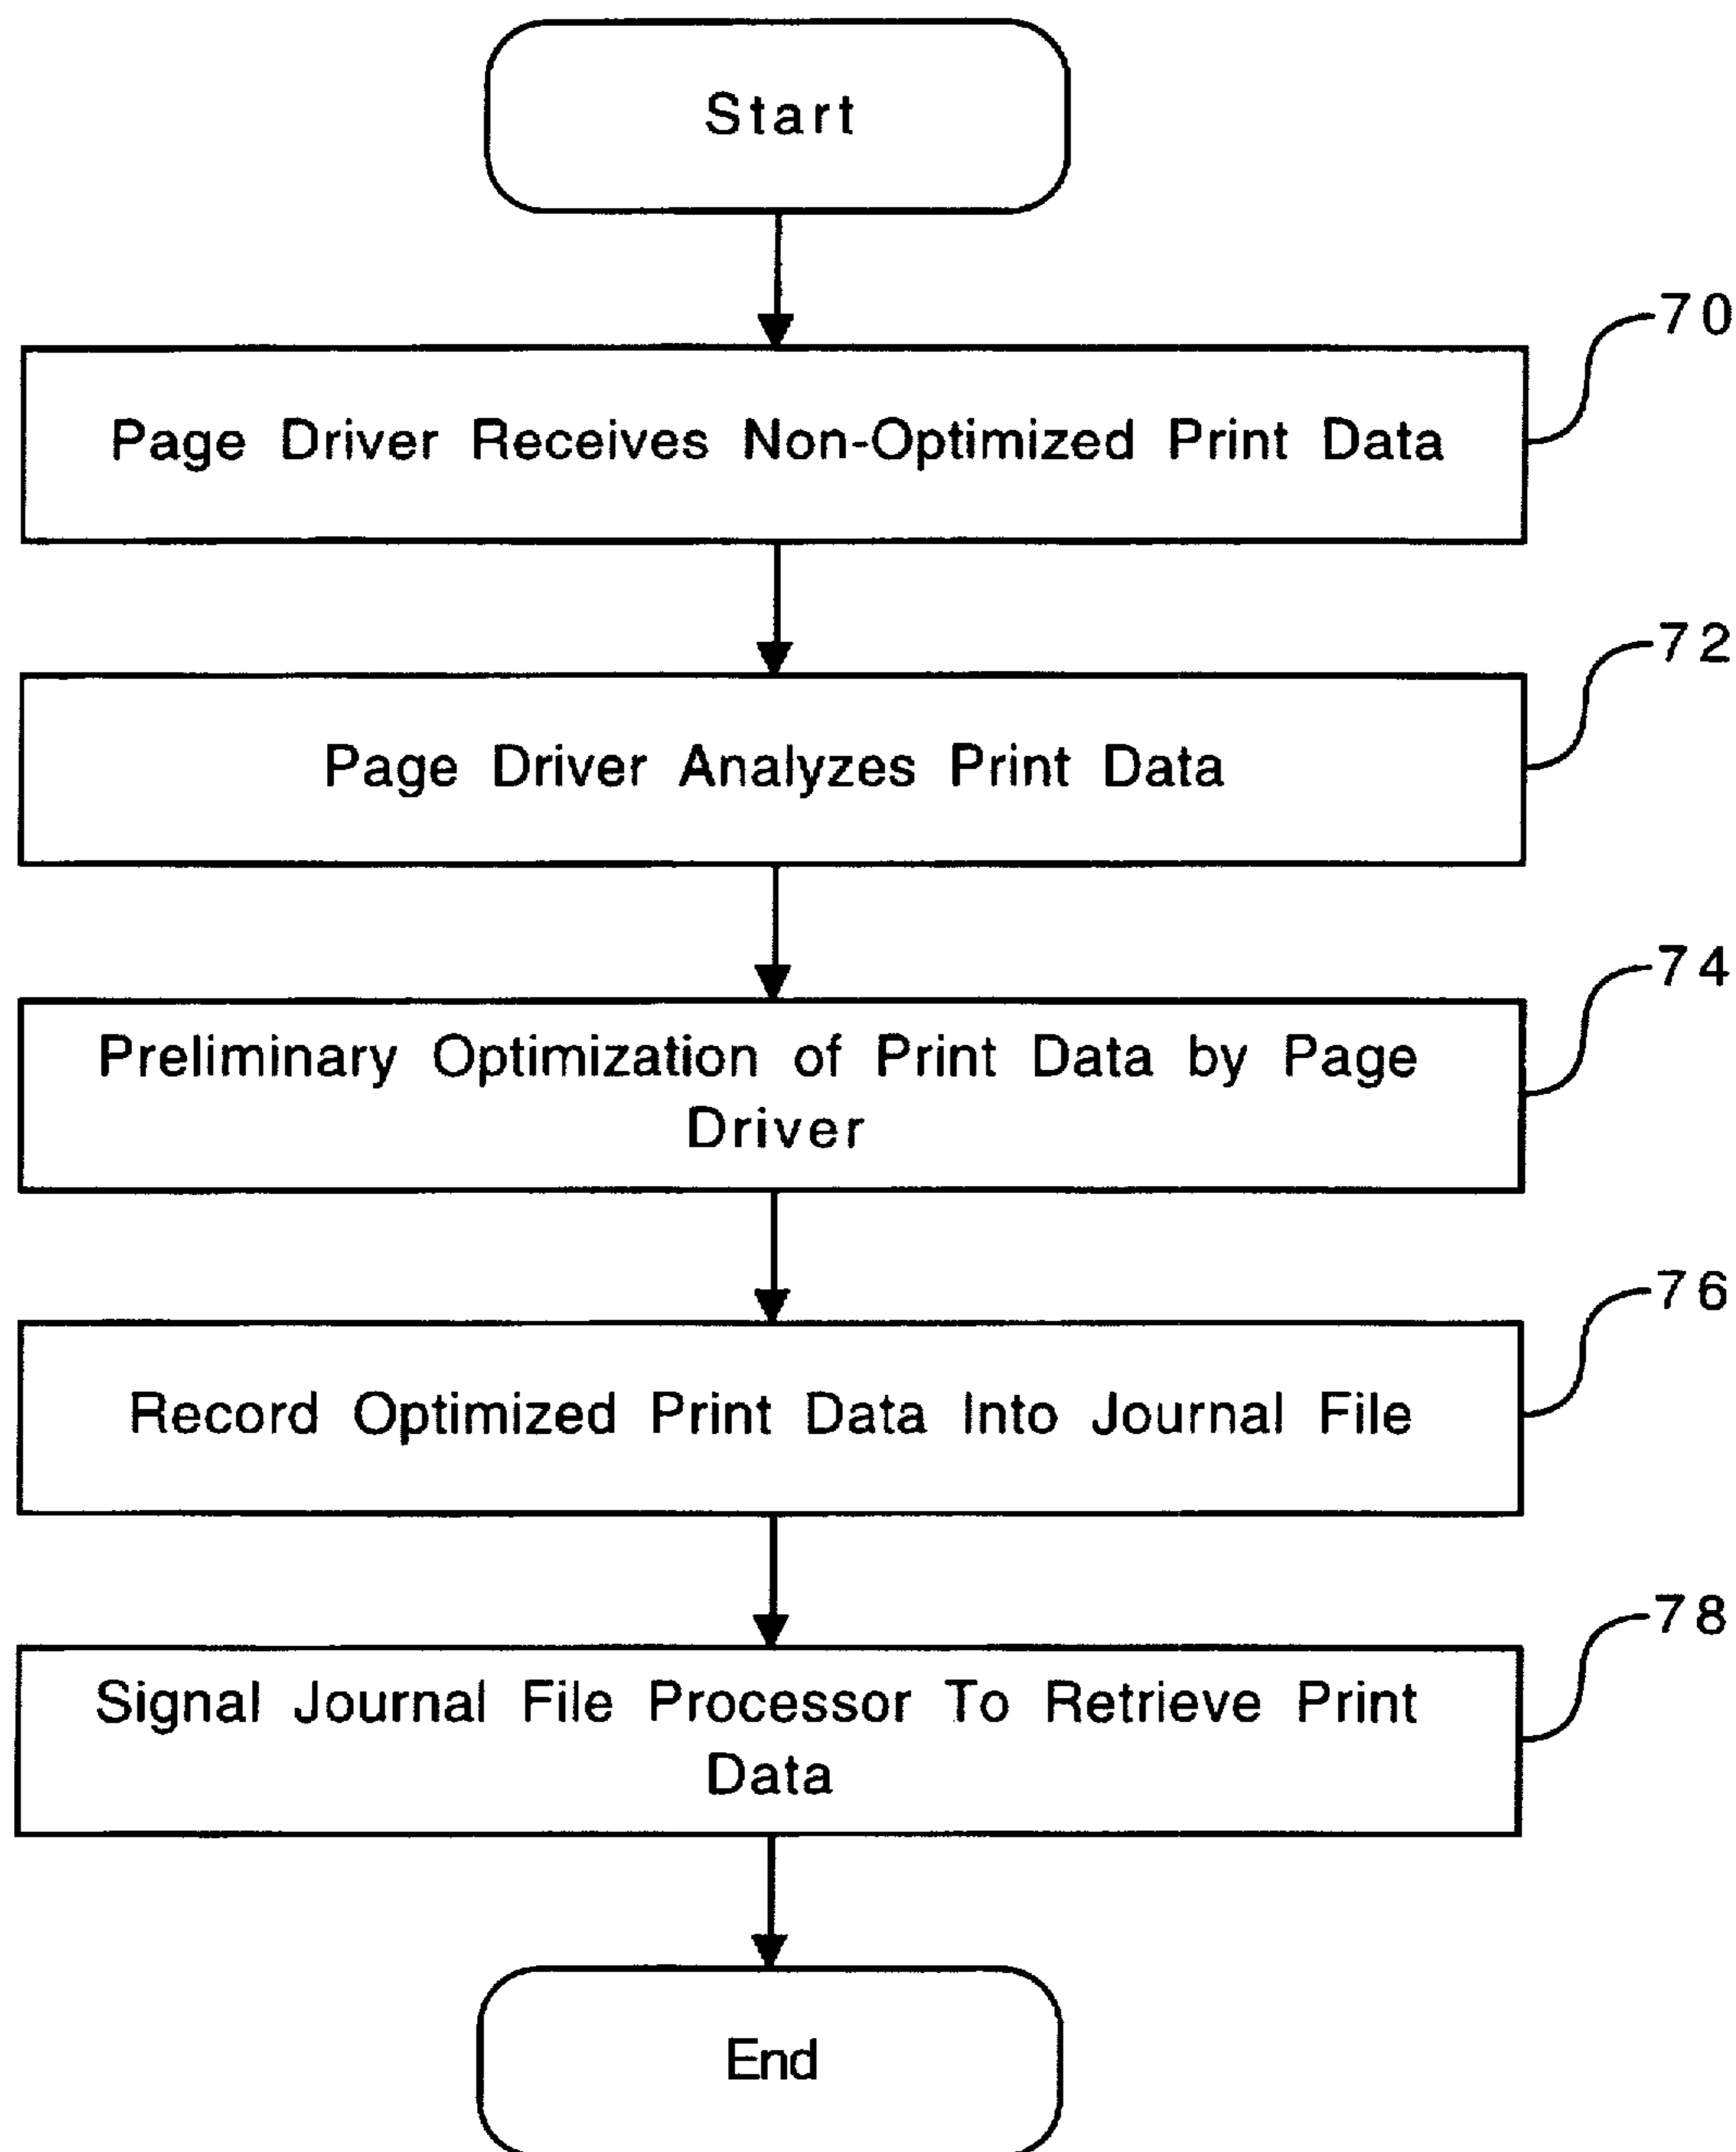 Start
70
Page Driver Receives Non-Optimized Print Data
72
Page Driver Analyzes Print Data
74
Preliminary Optimization of Print Data by Page
Driver
76
Record Optimized Print Data Into Journal File
78
Signal Journal File Processor To Retrieve Print
Data
End